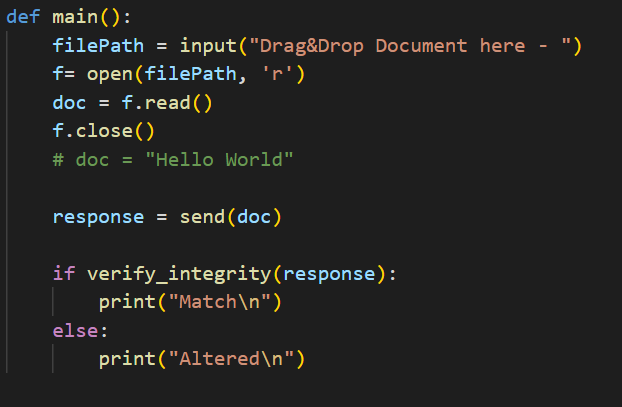 def main():
    filePath = input("Drag&Drop Document here - ")
    f= open(filePath, 'r')
    doc = f.read()
    f.close()
    # doc = "Hello World"

    response = send(doc)

    if verify_integrity(response):
        print("Match\n")
    else:
        print("Altered\n")